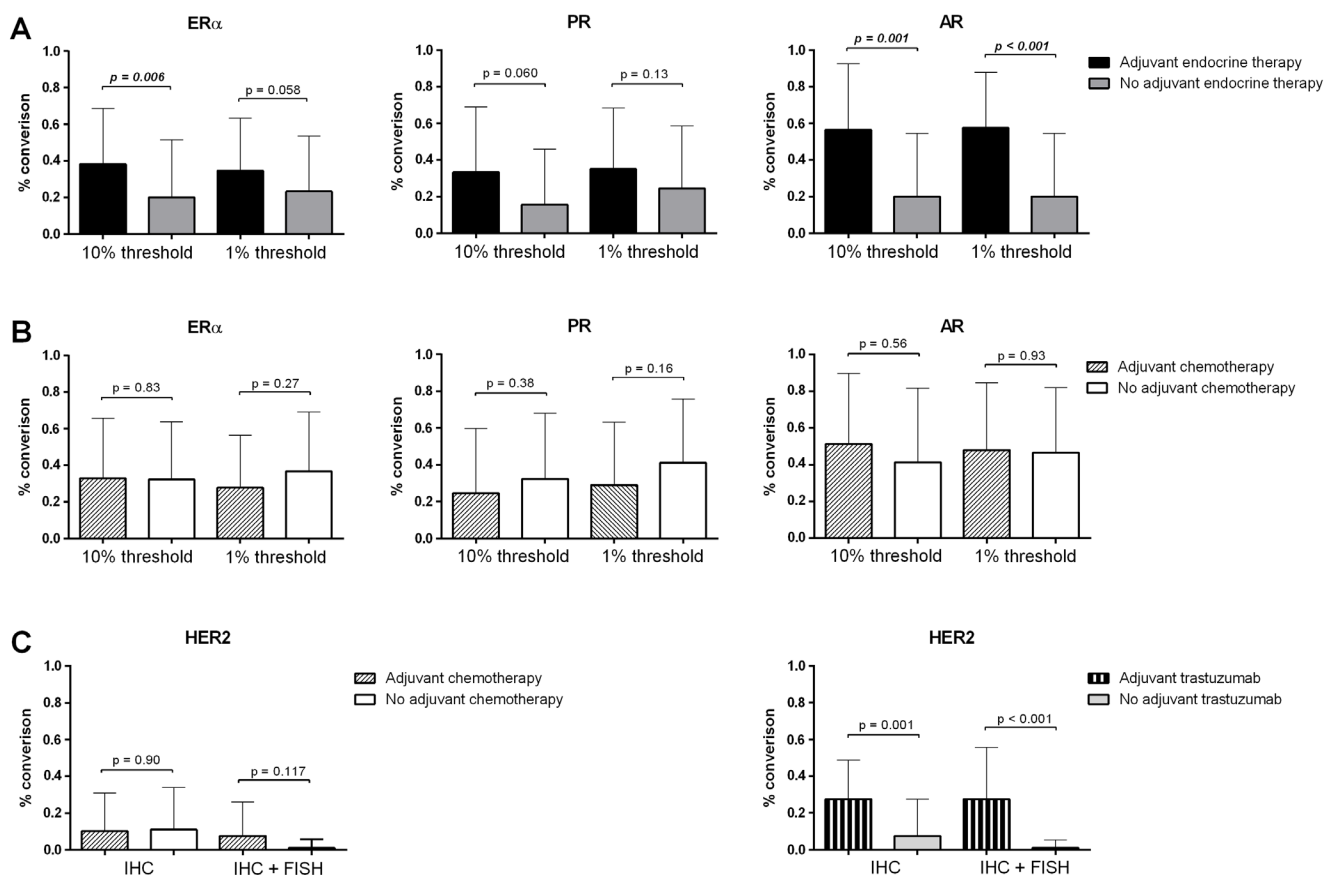 A
ERα
PR
AR
% converison
1.0
0.8
0.6
0.4
0.2
0.0
p = 0.006
p = 0.058
10% threshold
1% threshold
% converison
1.0
0.8
0.6
0.4
0.2
0.0
p = 0.060
p = 0.13
10% threshold
1% threshold
% converison
1.0
0.8
0.6
0.4
0.2
0.0
p = 0.001
p < 0.001
10% threshold
1% threshold
Adjuvant endocrine therapy
No adjuvant endocrine therapy
B
ERα
PR
AR
% converison
1.0
0.8
0.6
0.4
0.2
0.0
p = 0.83
p = 0.27
10% threshold
1% threshold
% converison
1.0
0.8
0.6
0.4
0.2
0.0
p = 0.38
p = 0.16
10% threshold
1% threshold
% converison
1.0
0.8
0.6
0.4
0.2
0.0
p = 0.56
p = 0.93
10% threshold
1% threshold
Adjuvant chemotherapy
No adjuvant chemotherapy
C
HER2
% converison
1.0
0.8
0.6
0.4
0.2
0.0
p = 0.90
p = 0.117
IHC
IHC + FISH
Adjuvant chemotherapy
No adjuvant chemotherapy
HER2
% converison
1.0
0.8
0.6
0.4
0.2
0.0
p = 0.001
p < 0.001
IHC
IHC + FISH
Adjuvant trastuzumab
No adjuvant trastuzumab